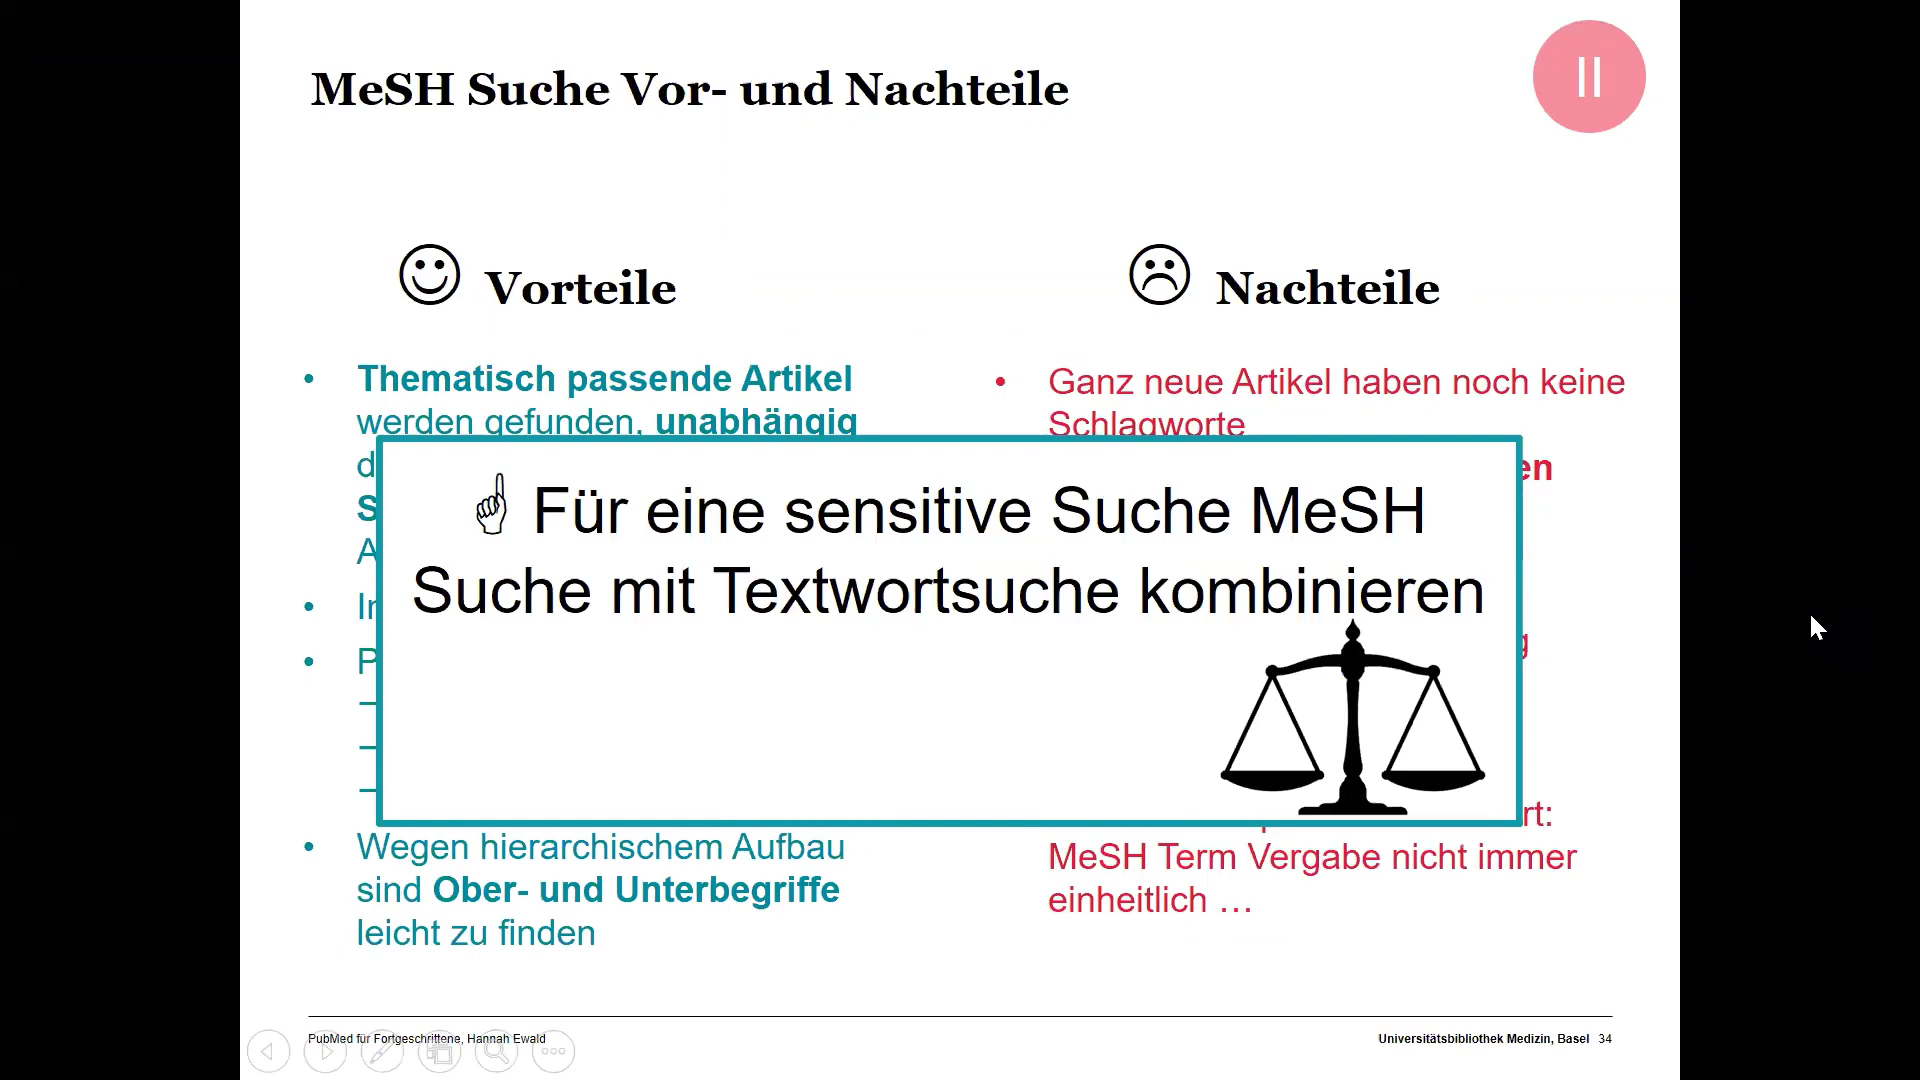 MeSH Suche Vor- und Nachteile
Vorteile
Thematisch passende Artikel
werden gefunden, unabhängig
Wegen hierarchischem Aufbau
sind Ober- und Unterbegriffe
leicht zu finden
Nachteile
Ganz neue Artikel haben noch keine
Schlagworte
MeSH Term Vergabe nicht immer
einheitlich …
Für eine sensitive Suche MeSH
Suche mit Textwortsuche kombinieren
PubMed für Fortgeschrittene, Hannah Ewald
Universitätsbibliothek Medizin, Basel 34